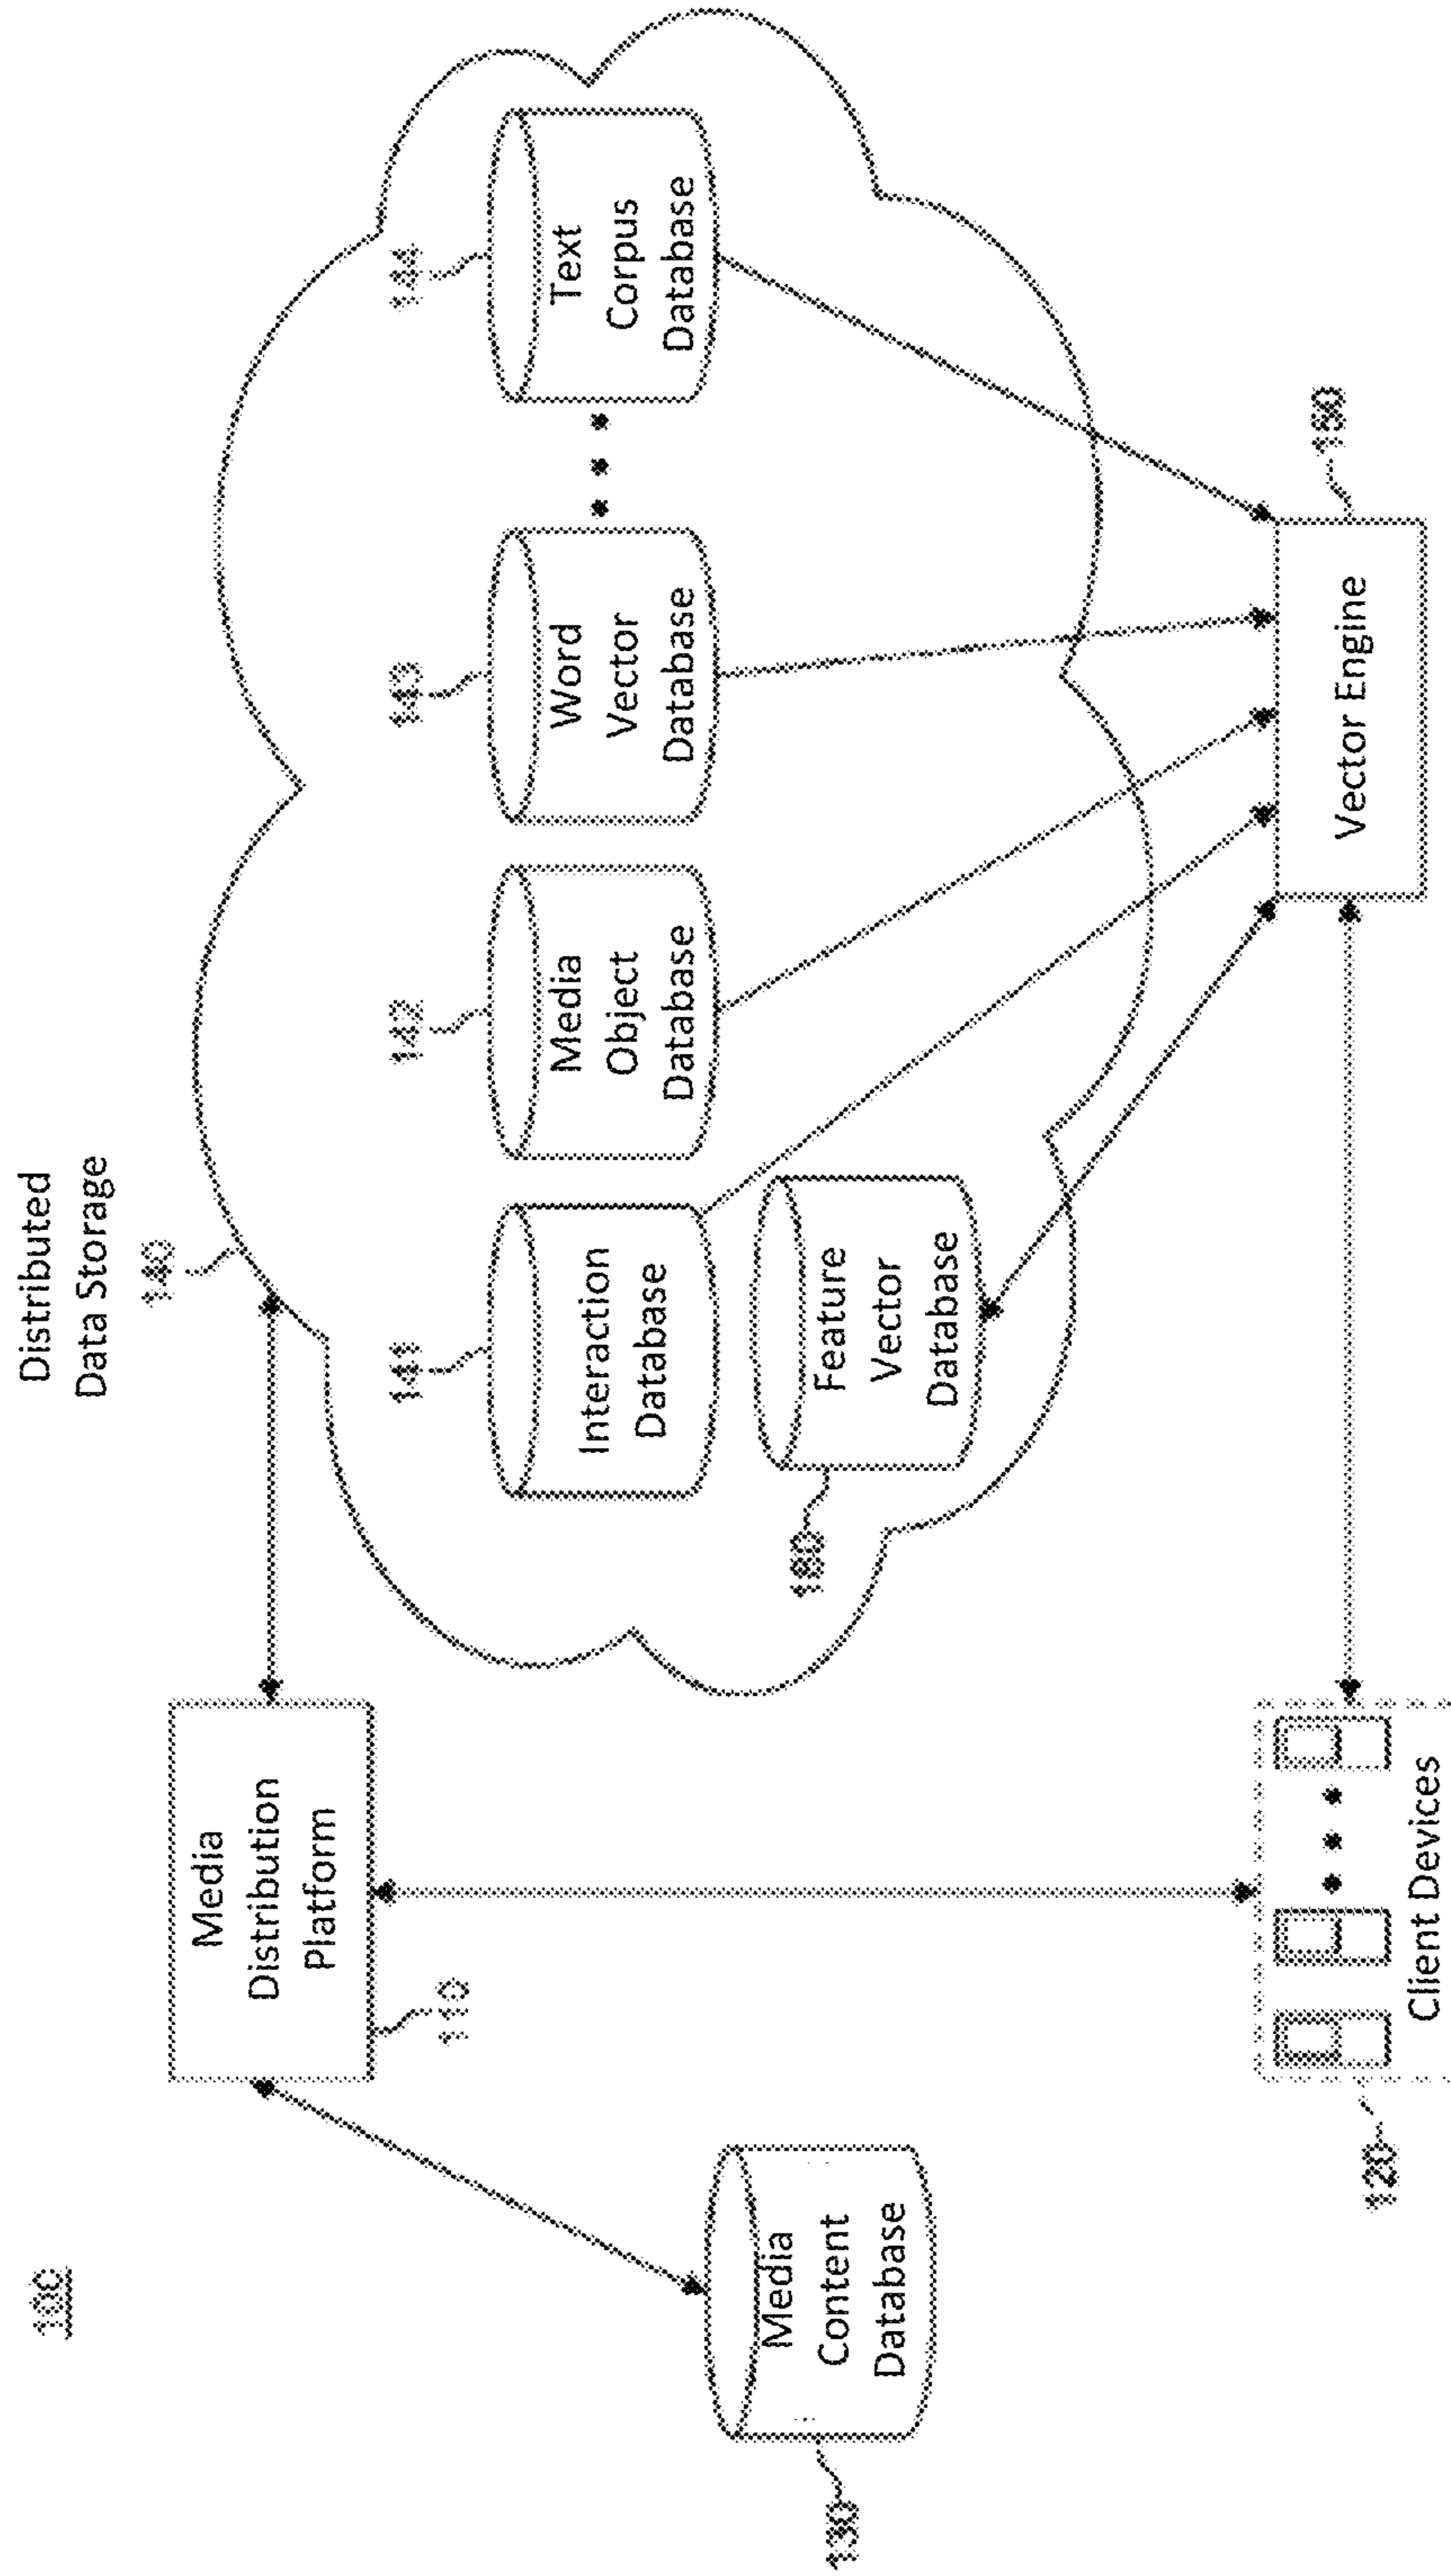 100
Distributed
Data Storage
140
Media
Distribution
Platform
110
141
142
143
144
Interaction
Database
Media
Object
Database
Word
Vector
Database
Text
Corpus
Database
Media
Content
Database
130
Feature
Vector
Database
Vector Engine
Client Devices
120